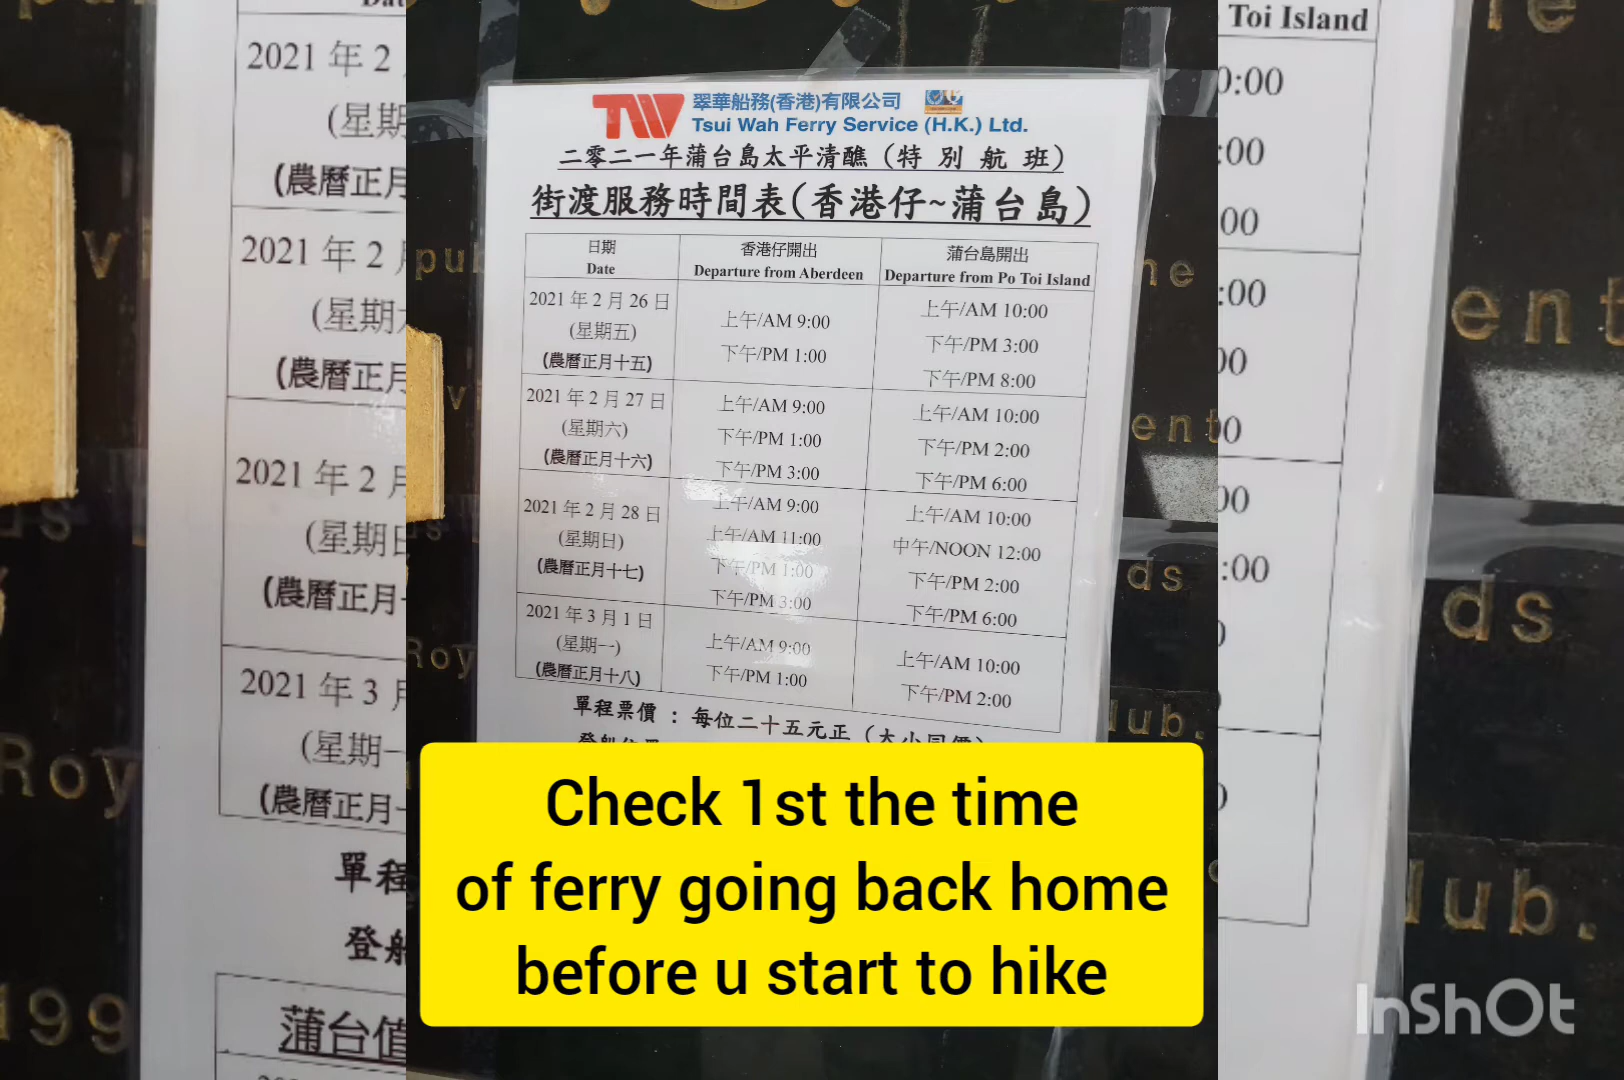 翠華船務(香港)有限公司
Tsui Wah Ferry Service (H.K.) Ltd.
二零二一年蒲台島太平清醮(特別航班)
街渡服務時間表(香港仔~蒲台島)
日期 香港仔開出 蒲台島開出
Date Departure from Aberdeen Departure from Po Toi Island
2021年2月26日
(星期五)
(農曆正月十五)
上午/AM 9:00
下午/PM 1:00
上午/AM 10:00
下午/PM 3:00
下午/PM 8:00
2021年2月27日
(星期六)
(農曆正月十六)
上午/AM 9:00
下午/PM 1:00
下午/PM 3:00
上午/AM 10:00
下午/PM 2:00
下午/PM 6:00
2021年2月28日
(星期日)
(農曆正月十七)
上午/AM 9:00
上午/AM 11:00
下午/PM 1:00
下午/PM 3:00
上午/AM 10:00
中午/NOON 12:00
下午/PM 2:00
下午/PM 6:00
2021年3月1日
(星期一)
(農曆正月十八)
上午/AM 9:00
下午/PM 1:00
上午/AM 10:00
下午/PM 2:00
單程票價：每位二十五元正(大小同價)
Check 1st the time
of ferry going back home
before u start to hike
InShOt